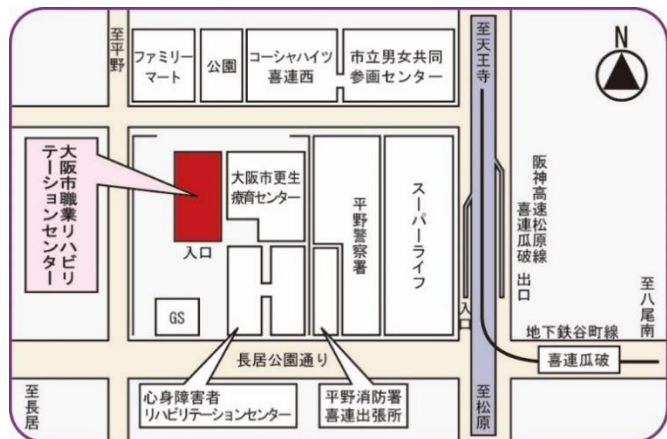 至平野
ファミリー
マート
公園
コーシャハイツ
喜連西
市立男女共同
参画センター
至天王寺
N
大阪市職業リハビリ
テーションセンター
入口
大阪市更生
療育センター
平野警察署
スーパーライフ
阪神高速松原線
喜連瓜破 出口
入口
至八尾南
地下鉄谷町線
喜連瓜破
GS
長居公園通り
至長居
心身障害者
リハビリテーションセンター
平野消防署
喜連出張所
至松原